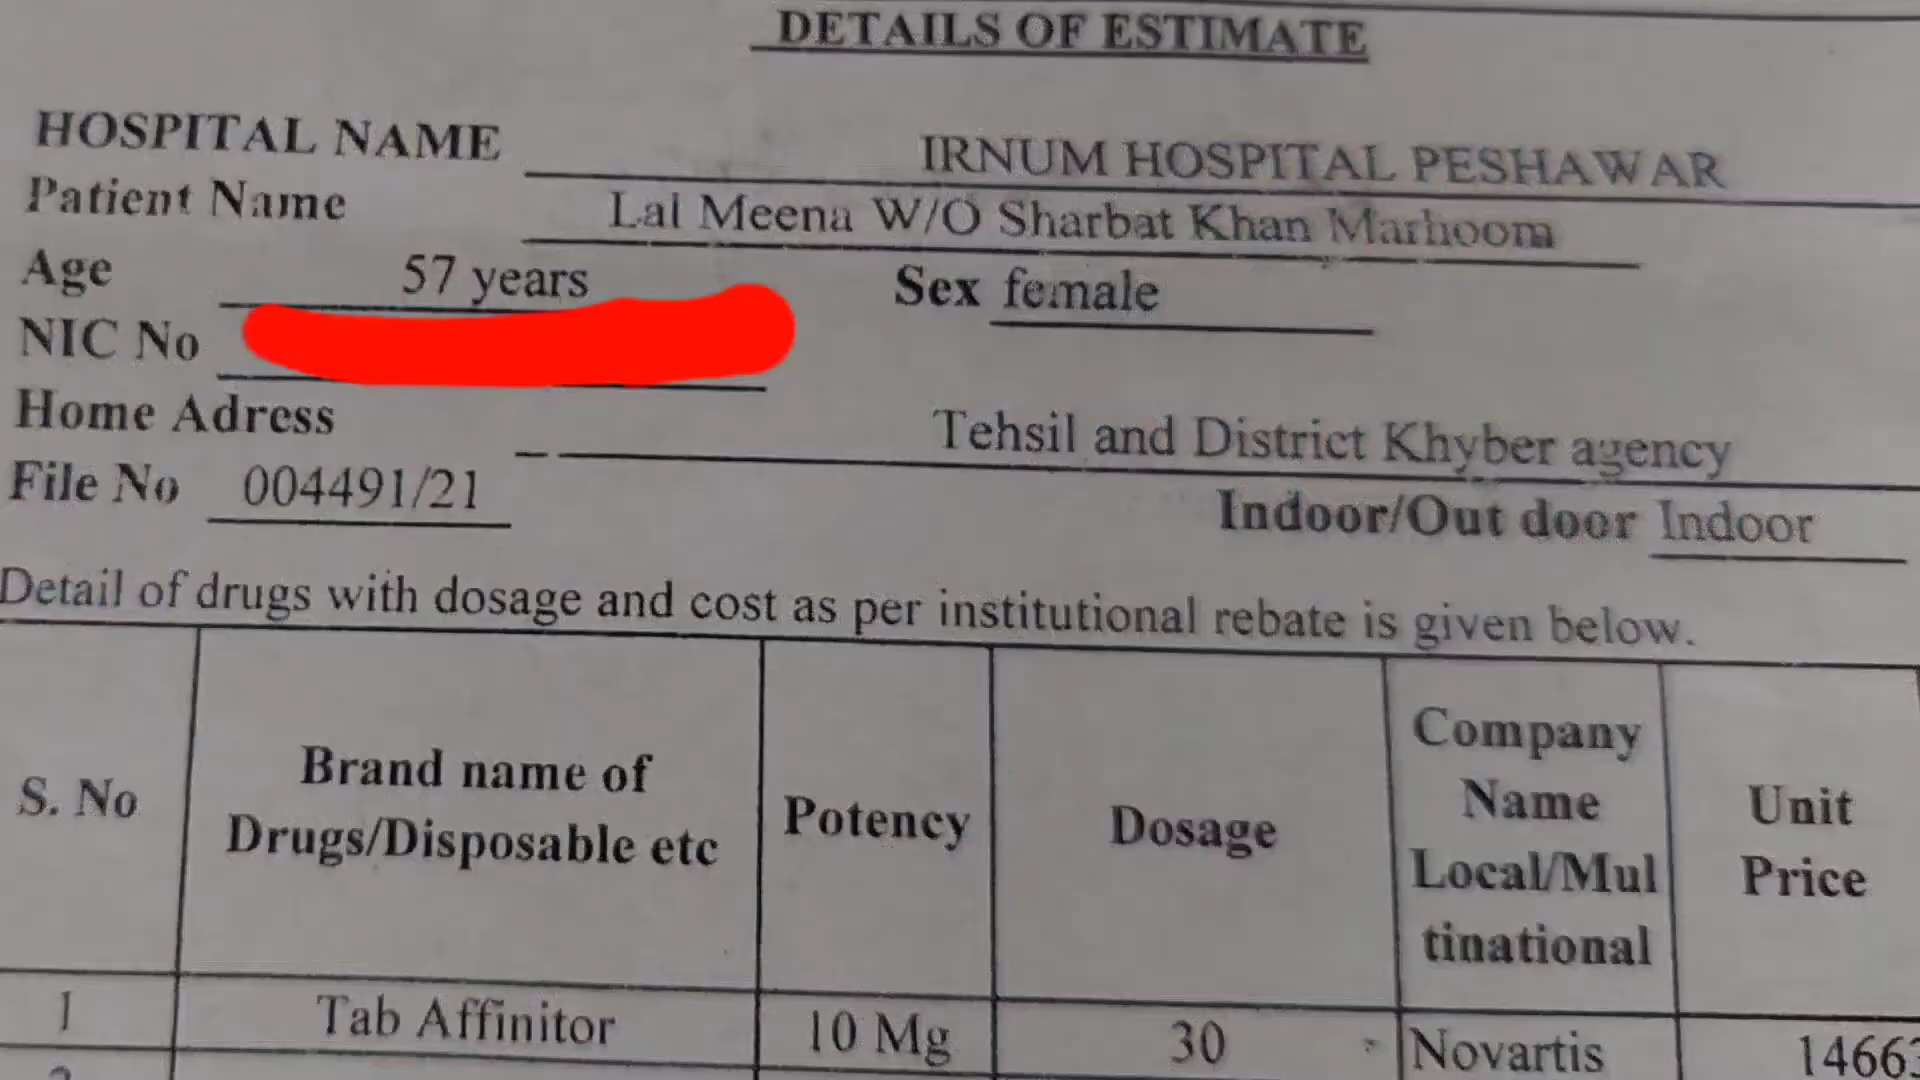 DETAILS OF ESTIMATE
HOSPITAL NAME IRNUM HOSPITAL PESHAWAR
Patient Name Lal Meena W/O Sharbat Khan Marhoom
Age 57 years Sex female
NIC No
Home Adress Tehsil and District Khyber agency
File No 004491/21 Indoor/Out door Indoor
Detail of drugs with dosage and cost as per institutional rebate is given below.
S. No Brand name of Drugs/Disposable etc Potency Dosage Company Name Local/Mul tinational Unit Price
1 Tab Affinitor 10 Mg 30 Novartis 1466